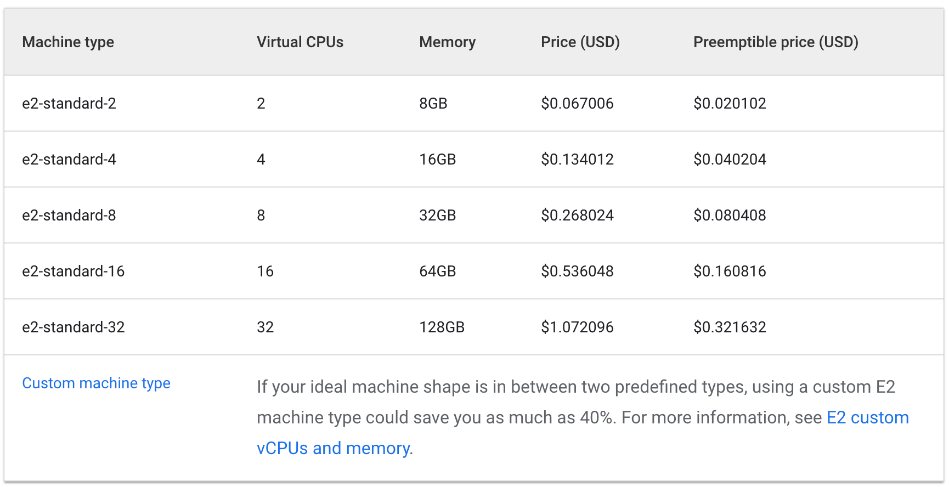 Machine type Virtual CPUs Memory Price (USD) Preemptible price (USD)
e2-standard-2 2 8GB $0.067006 $0.020102
e2-standard-4 4 16GB $0.134012 $0.040204
e2-standard-8 8 32GB $0.268024 $0.080408
e2-standard-16 16 64GB $0.536048 $0.160816
e2-standard-32 32 128GB $1.072096 $0.321632
Custom machine type If your ideal machine shape is in between two predefined types, using a custom E2
machine type could save you as much as 40%. For more information, see E2 custom
vCPUs and memory.